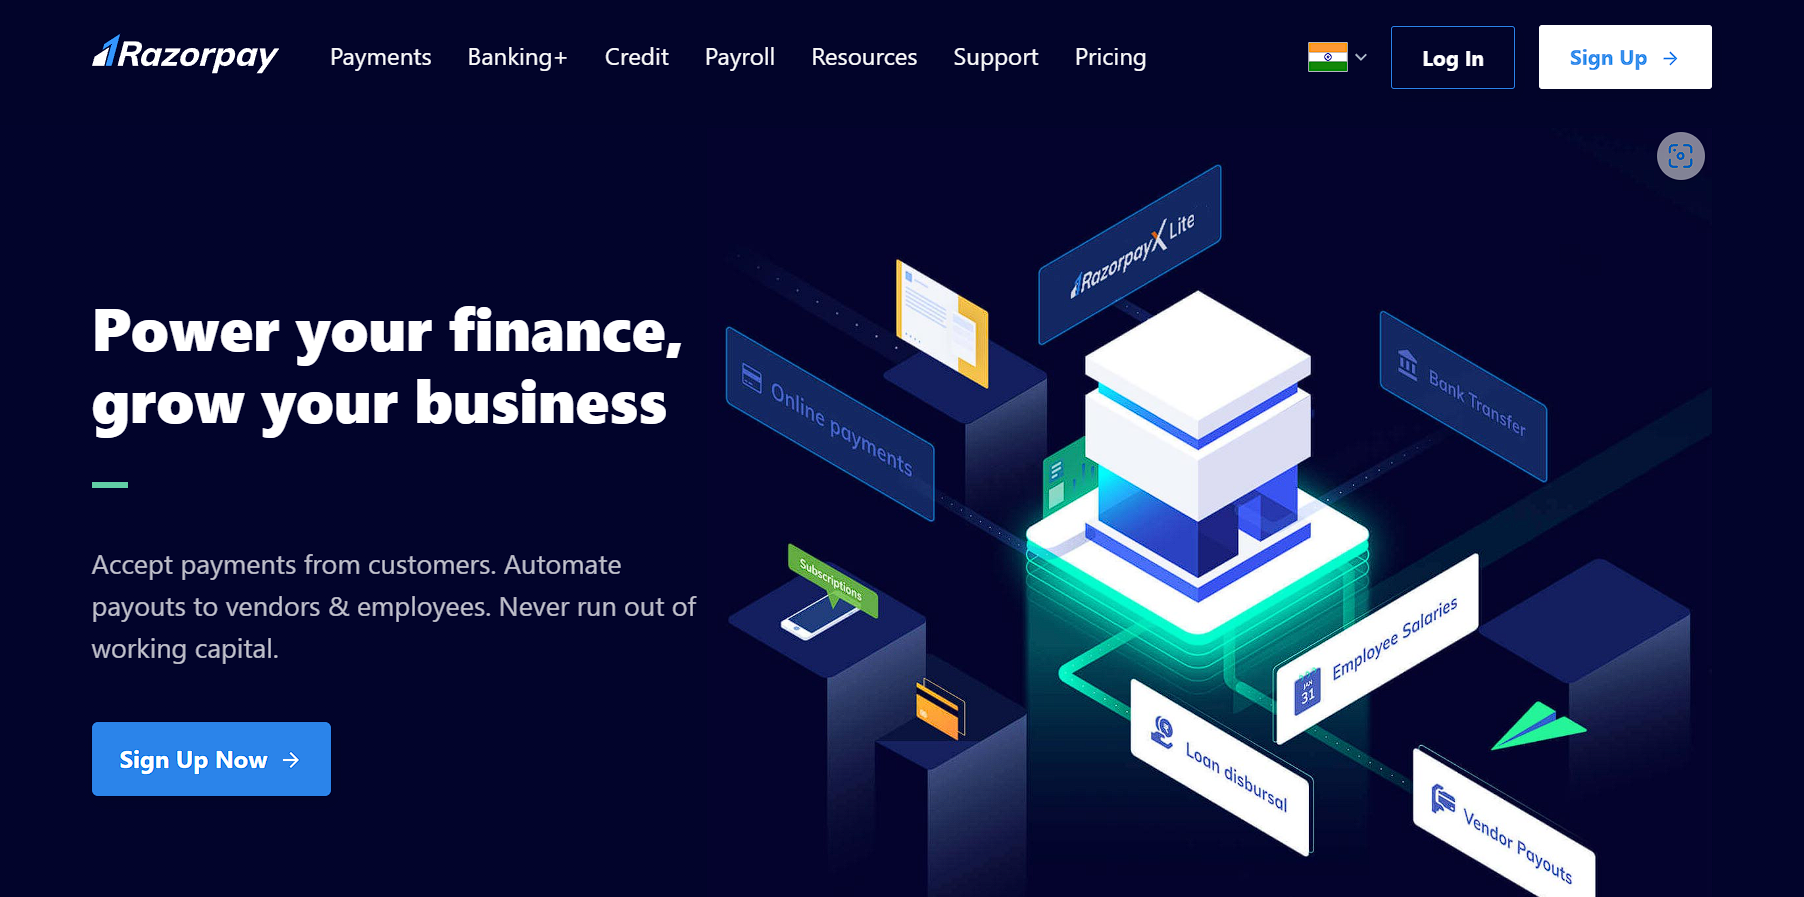 Razorpay
Payments Banking+ Credit Payroll Resources Support Pricing
Log In
Sign Up
Power your finance,
grow your business
Accept payments from customers. Automate
payouts to vendors & employees. Never run out of
working capital.
Sign Up Now
RazorpayX Lite
Online payments
Bank Transfer
Subscriptions
JAN
31
Employee Salaries
Loan disbursal
Vendor Payouts